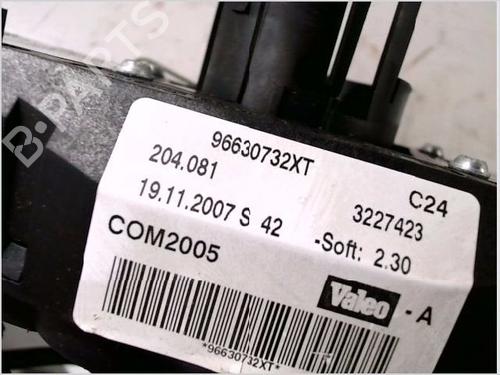 B-PARTS
96630732XT
C24
204.081
3227423
19.11.2007 S 42
-Soft: 2.30
COM2005
Valeo - A
*96630732XT*